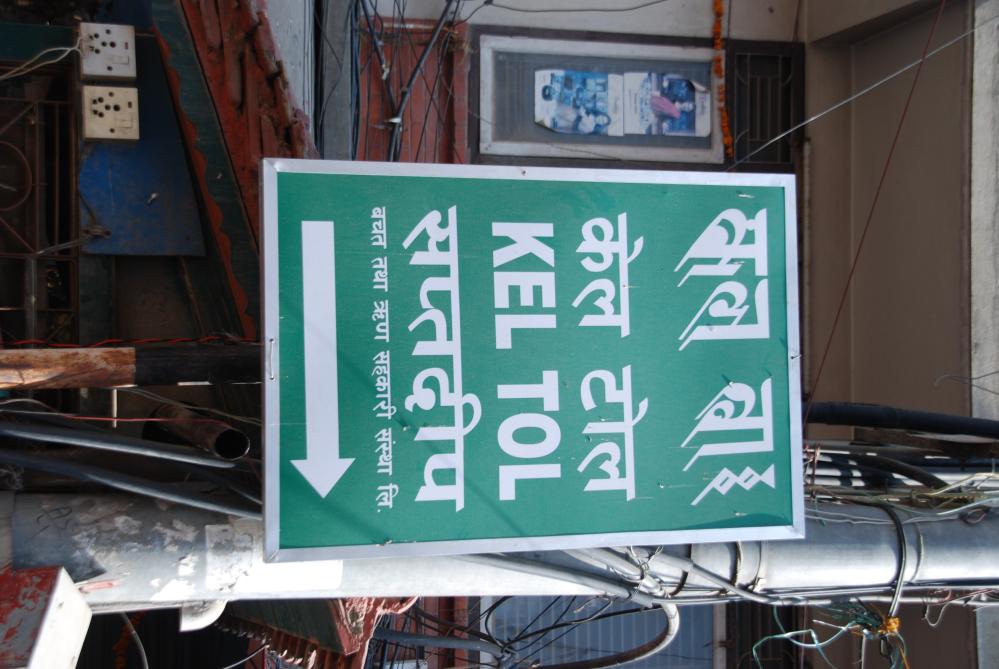 केल टोल
KEL TOL
सप्तद्वीप
बचत तथा ऋण सहकारी संस्था लि.